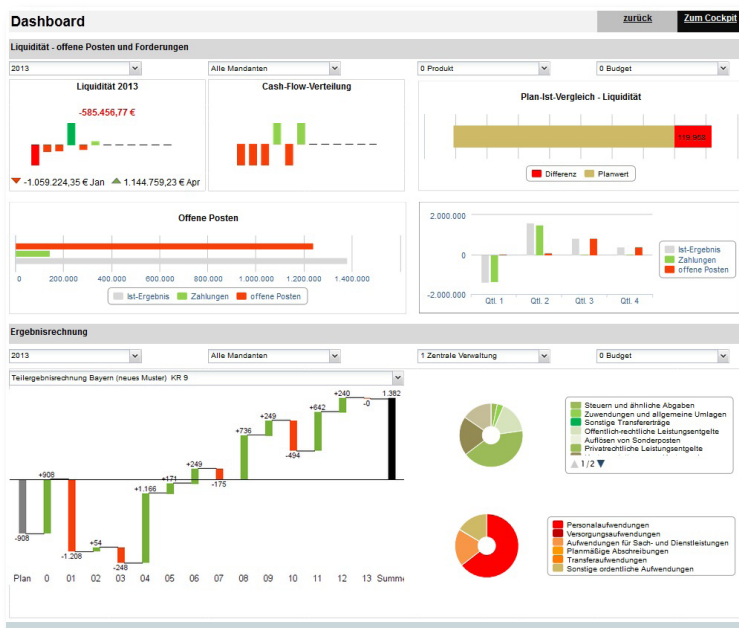 Dashboard
zurück
Zum Cockpit
Liquidität - offene Posten und Forderungen
2013
Alle Mandanten
0 Produkt
0 Budget
Liquidität 2013
-585.456,77 €
-1.059.224,35 € Jan
1.144.759,23 € Apr
Cash-Flow-Verteilung
Plan-Ist-Vergleich - Liquidität
Differenz
Planwert
Offene Posten
0
200.000
400.000
600.000
800.000
1.000.000
1.200.000
1.400.000
Ist-Ergebnis
Zahlungen
offene Posten
2.000.000
0
-2.000.000
Qtl. 1
Qtl. 2
Qtl. 3
Qtl. 4
Ist-Ergebnis
Zahlungen
offene Posten
Ergebnisrechnung
2013
Alle Mandanten
1 Zentrale Verwaltung
0 Budget
Teilergebnisrechnung Bayern (neues Muster) KR 9
-908
+908
-1.208
+54
-248
+1.166
+171
+249
-175
+736
+249
-494
+642
+240
-0
1.382
Plan
0
01
02
03
04
05
06
07
08
09
10
11
12
13
Summe
Steuern und ähnliche Abgaben
Zuwendungen und allgemeine Umlagen
Sonstige Transfererträge
Öffentlich-rechtliche Leistungsentgelte
Auflösen von Sonderposten
Privatrechtliche Leistungsentgelte
1/2
Personalaufwendungen
Versorgungsaufwendungen
Aufwendungen für Sach- und Dienstleistungen
Planmäßige Abschreibungen
Transferaufwendungen
Sonstige ordentliche Aufwendungen